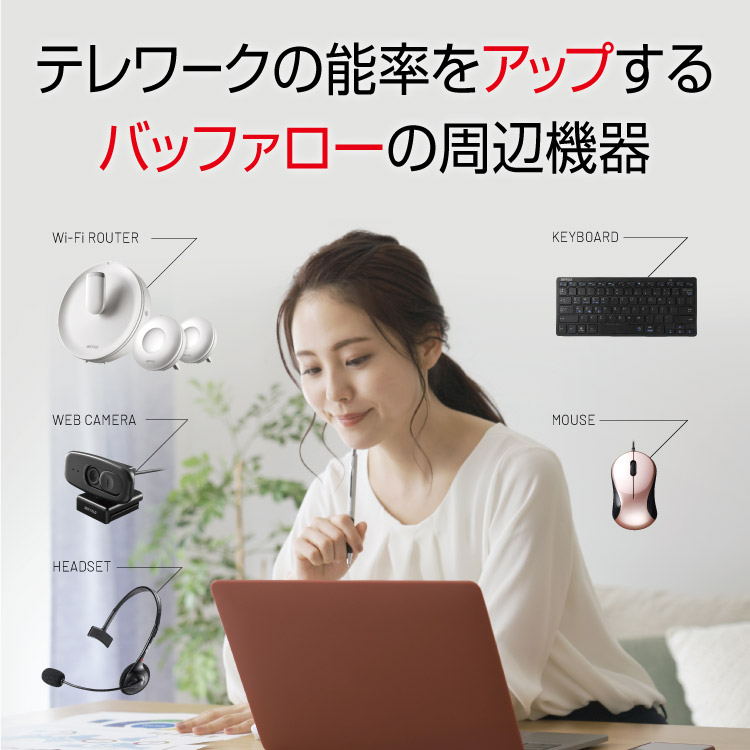 テレワークの能率をアップする
バッファローの周辺機器
Wi-Fi ROUTER
KEYBOARD
WEB CAMERA
MOUSE
HEADSET